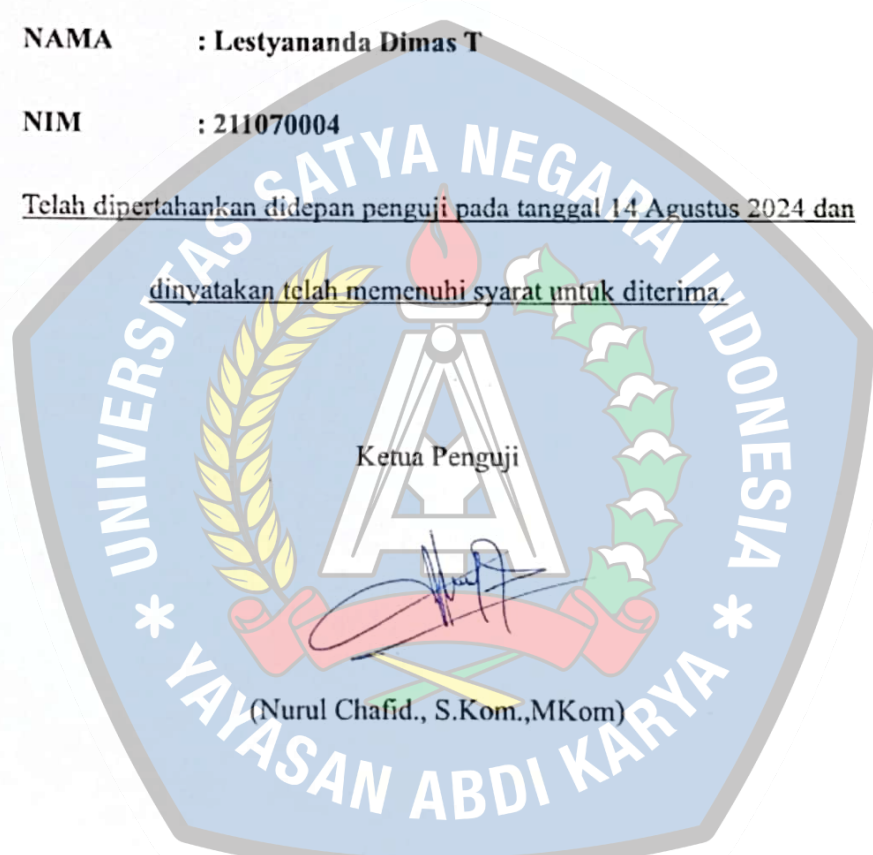 NAMA : Lestyananda Dimas T
NIM : 211070004
Telah dipertahankan didepan penguji pada tanggal 14 Agustus 2024 dan
dinyatakan telah memenuhi syarat untuk diterima.
Ketua Penguji
(Nurul Chafid., S.Kom.,MKom)
UNIVERSITAS SATYA NEGARA INDONESIA
* YAYASAN ABDI KARYA *